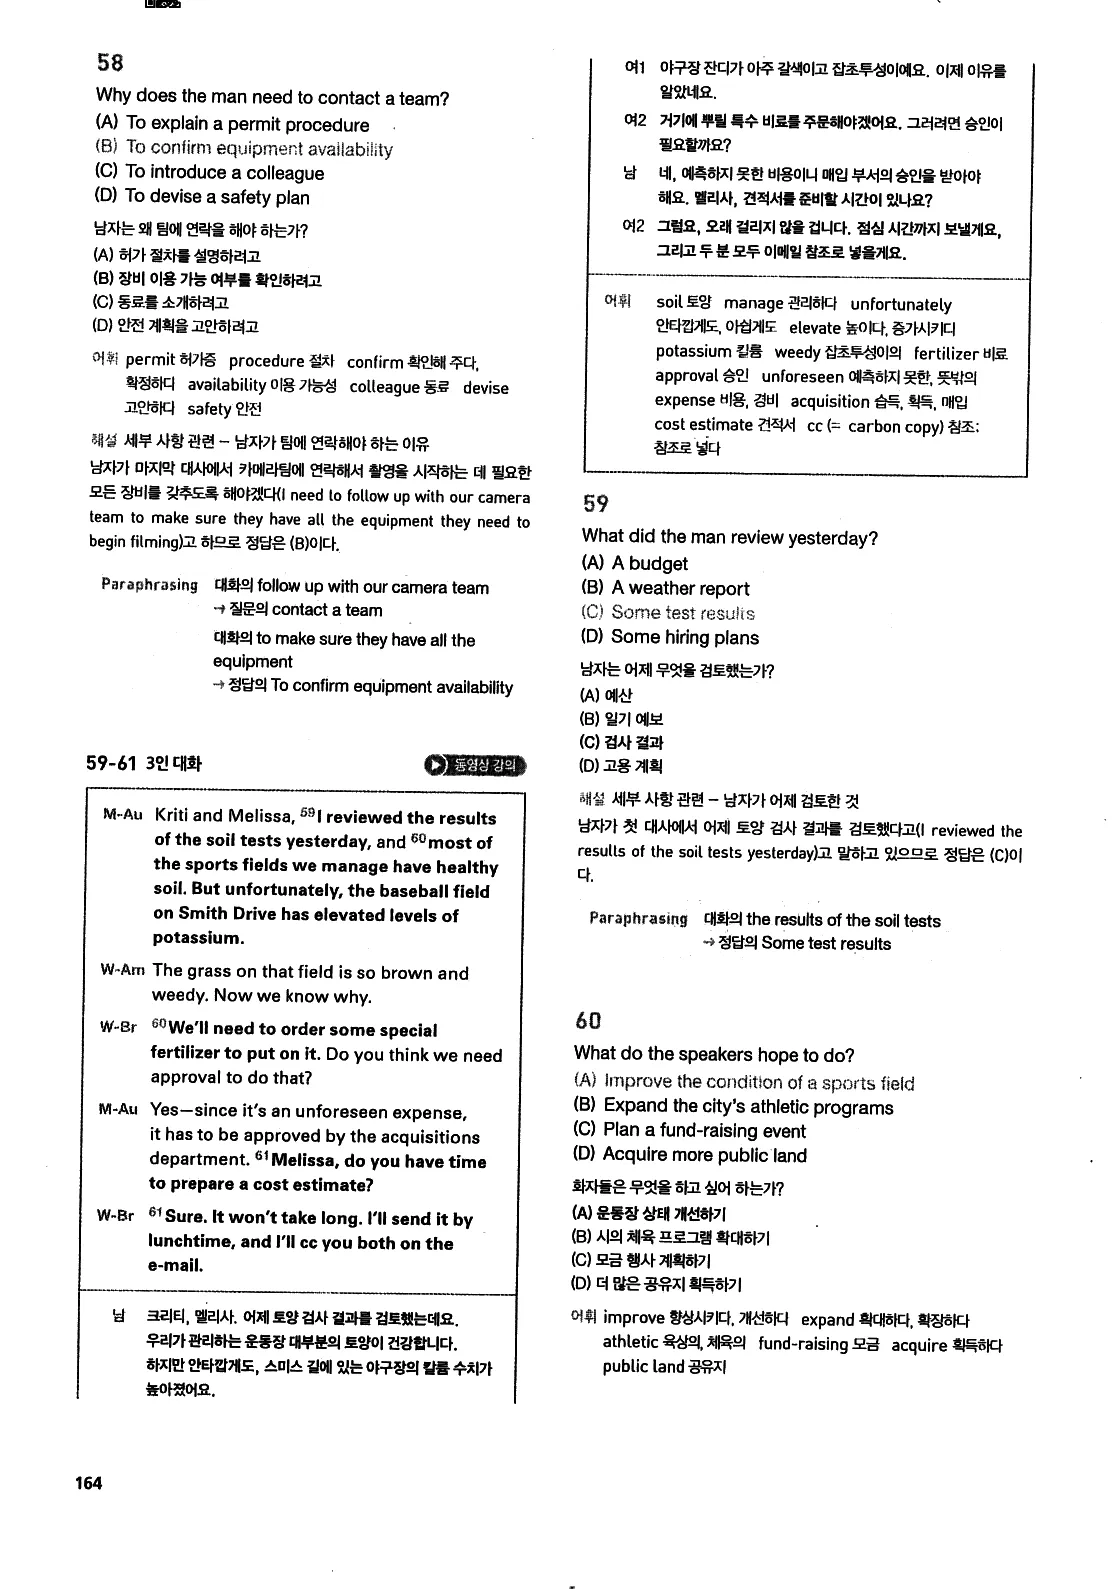 58
Why does the man need to contact a team?
(A) To explain a permit procedure
(B) To confirm equipment availability
(C) To introduce a colleague
(D) To devise a safety plan
남자는 왜 팀에 연락을 해야 하는가?
(A) 허가 절차를 설명하려고
(B) 장비 이용 가능 여부를 확인하려고
(C) 동료를 소개하려고
(D) 안전 계획을 고안하려고
어휘 permit 허가증 procedure 절차 confirm 확인해 주다,
확정하다 availability 이용 가능성 colleague 동료 devise
고안하다 safety 안전
해설 세부 사항 관련 – 남자가 팀에 연락해야 하는 이유
남자가 마지막 대사에서 카메라팀에 연락해서 촬영을 시작하는 데 필요한
모든 장비를 갖추도록 해야겠다(I need to follow up with our camera
team to make sure they have all the equipment they need to
begin filming)고 하므로 정답은 (B)이다.
Paraphrasing 대화의 follow up with our camera team
→ 질문의 contact a team
대화의 to make sure they have all the
equipment
→ 정답의 To confirm equipment availability
59-61 3인 대화 동영상 강의
M-Au Kriti and Melissa, 59I reviewed the results
of the soil tests yesterday, and 60most of
the sports fields we manage have healthy
soil. But unfortunately, the baseball field
on Smith Drive has elevated levels of
potassium.
W-Am The grass on that field is so brown and
weedy. Now we know why.
W-Br 60We'll need to order some special
fertilizer to put on it. Do you think we need
approval to do that?
M-Au Yes—since it's an unforeseen expense,
it has to be approved by the acquisitions
department. 61Melissa, do you have time
to prepare a cost estimate?
W-Br 61Sure. It won't take long. I'll send it by
lunchtime, and I'll cc you both on the
e-mail.
남 크리티, 멜리사. 어제 토양 검사 결과를 검토했는데요.
우리가 관리하는 운동장 대부분의 토양이 건강합니다.
하지만 안타깝게도, 스미스 길에 있는 야구장의 칼륨 수치가
높아졌어요.
164
여1 야구장 잔디가 아주 갈색이고 잡초투성이예요. 이제 이유를
알았네요.
여2 거기에 뿌릴 특수 비료를 주문해야겠어요. 그러려면 승인이
필요할까요?
남 네, 예측하지 못한 비용이니 매입 부서의 승인을 받아야
해요. 멜리사, 견적서를 준비할 시간이 있나요?
여2 그럼요, 오래 걸리지 않을 겁니다. 점심 시간까지 보낼게요,
그리고 두 분 모두 이메일 참조로 넣을게요.
어휘 soil 토양 manage 관리하다 unfortunately
안타깝게도, 아쉽게도 elevate 높이다, 증가시키다
potassium 칼륨 weedy 잡초투성이의 fertilizer 비료
approval 승인 unforeseen 예측하지 못한, 뜻밖의
expense 비용, 경비 acquisition 습득, 획득, 매입
cost estimate 견적서 cc (= carbon copy) 참조:
참조로 넣다
59
What did the man review yesterday?
(A) A budget
(B) A weather report
(C) Some test results
(D) Some hiring plans
남자는 어제 무엇을 검토했는가?
(A) 예산
(B) 일기 예보
(C) 검사 결과
(D) 고용 계획
해설 세부 사항 관련 – 남자가 어제 검토한 것
남자가 첫 대사에서 어제 토양 검사 결과를 검토했다고(I reviewed the
results of the soil tests yesterday)고 말하고 있으므로 정답은 (C)이
다.
Paraphrasing 대화의 the results of the soil tests
→ 정답의 Some test results
60
What do the speakers hope to do?
(A) Improve the condition of a sports field
(B) Expand the city's athletic programs
(C) Plan a fund-raising event
(D) Acquire more public land
화자들은 무엇을 하고 싶어 하는가?
(A) 운동장 상태 개선하기
(B) 시의 체육 프로그램 확대하기
(C) 모금 행사 계획하기
(D) 더 많은 공유지 획득하기
어휘 improve 향상시키다, 개선하다 expand 확대하다, 확장하다
athletic 육상의, 체육의 fund-raising 모금 acquire 획득하다
public land 공유지